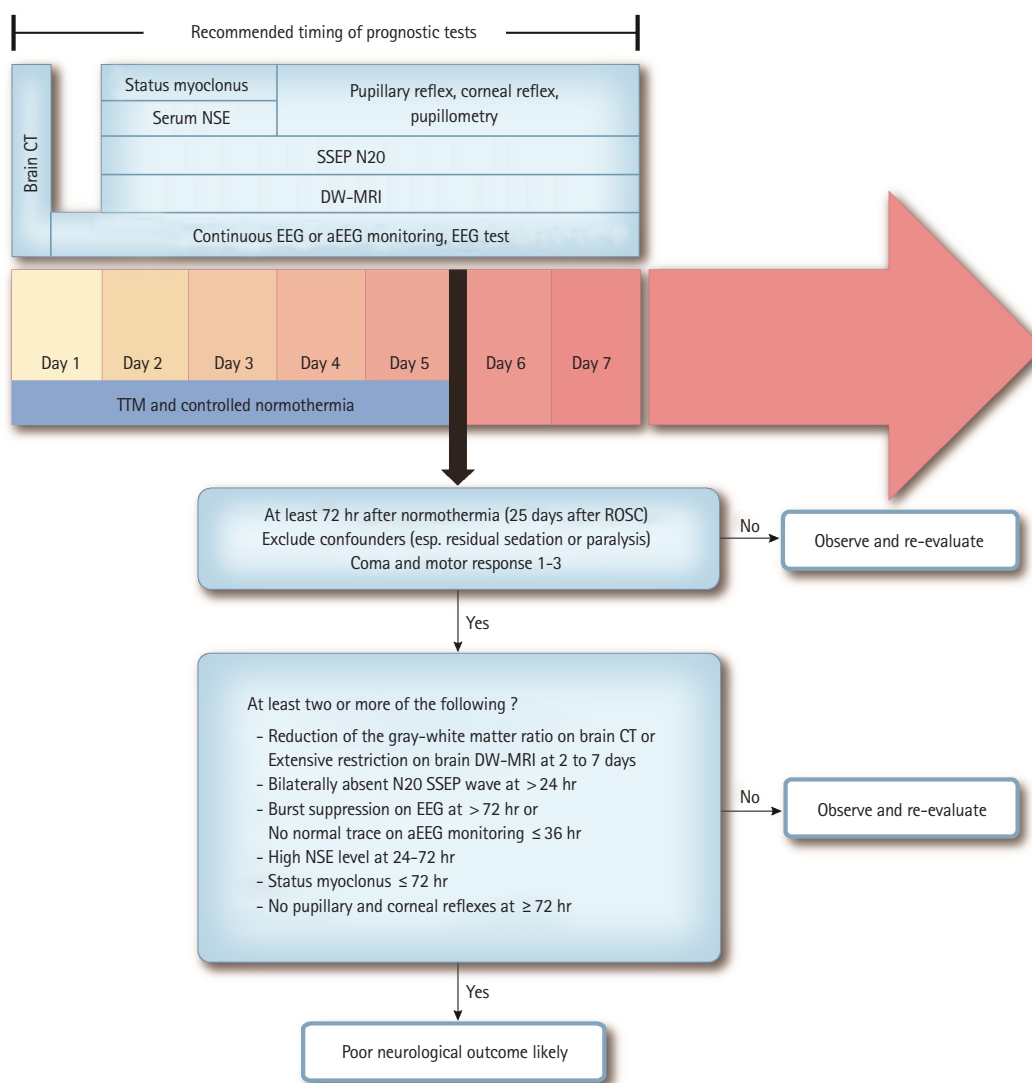 Recommended timing of prognostic tests
Brain CT
Status myoclonus
Serum NSE
Pupillary reflex, corneal reflex,
pupillometry
SSEP N20
DW-MRI
Continuous EEG or aEEG monitoring, EEG test
Day 1 Day 2 Day 3 Day 4 Day 5 Day 6 Day 7
TTM and controlled normothermia
At least 72 hr after normothermia (25 days after ROSC)
Exclude confounders (esp. residual sedation or paralysis)
Coma and motor response 1-3
No
Observe and re-evaluate
Yes
At least two or more of the following ?
- Reduction of the gray-white matter ratio on brain CT or
Extensive restriction on brain DW-MRI at 2 to 7 days
- Bilaterally absent N20 SSEP wave at > 24 hr
- Burst suppression on EEG at > 72 hr or
No normal trace on aEEG monitoring ≤ 36 hr
- High NSE level at 24-72 hr
- Status myoclonus ≤ 72 hr
- No pupillary and corneal reflexes at ≥ 72 hr
No
Observe and re-evaluate
Yes
Poor neurological outcome likely